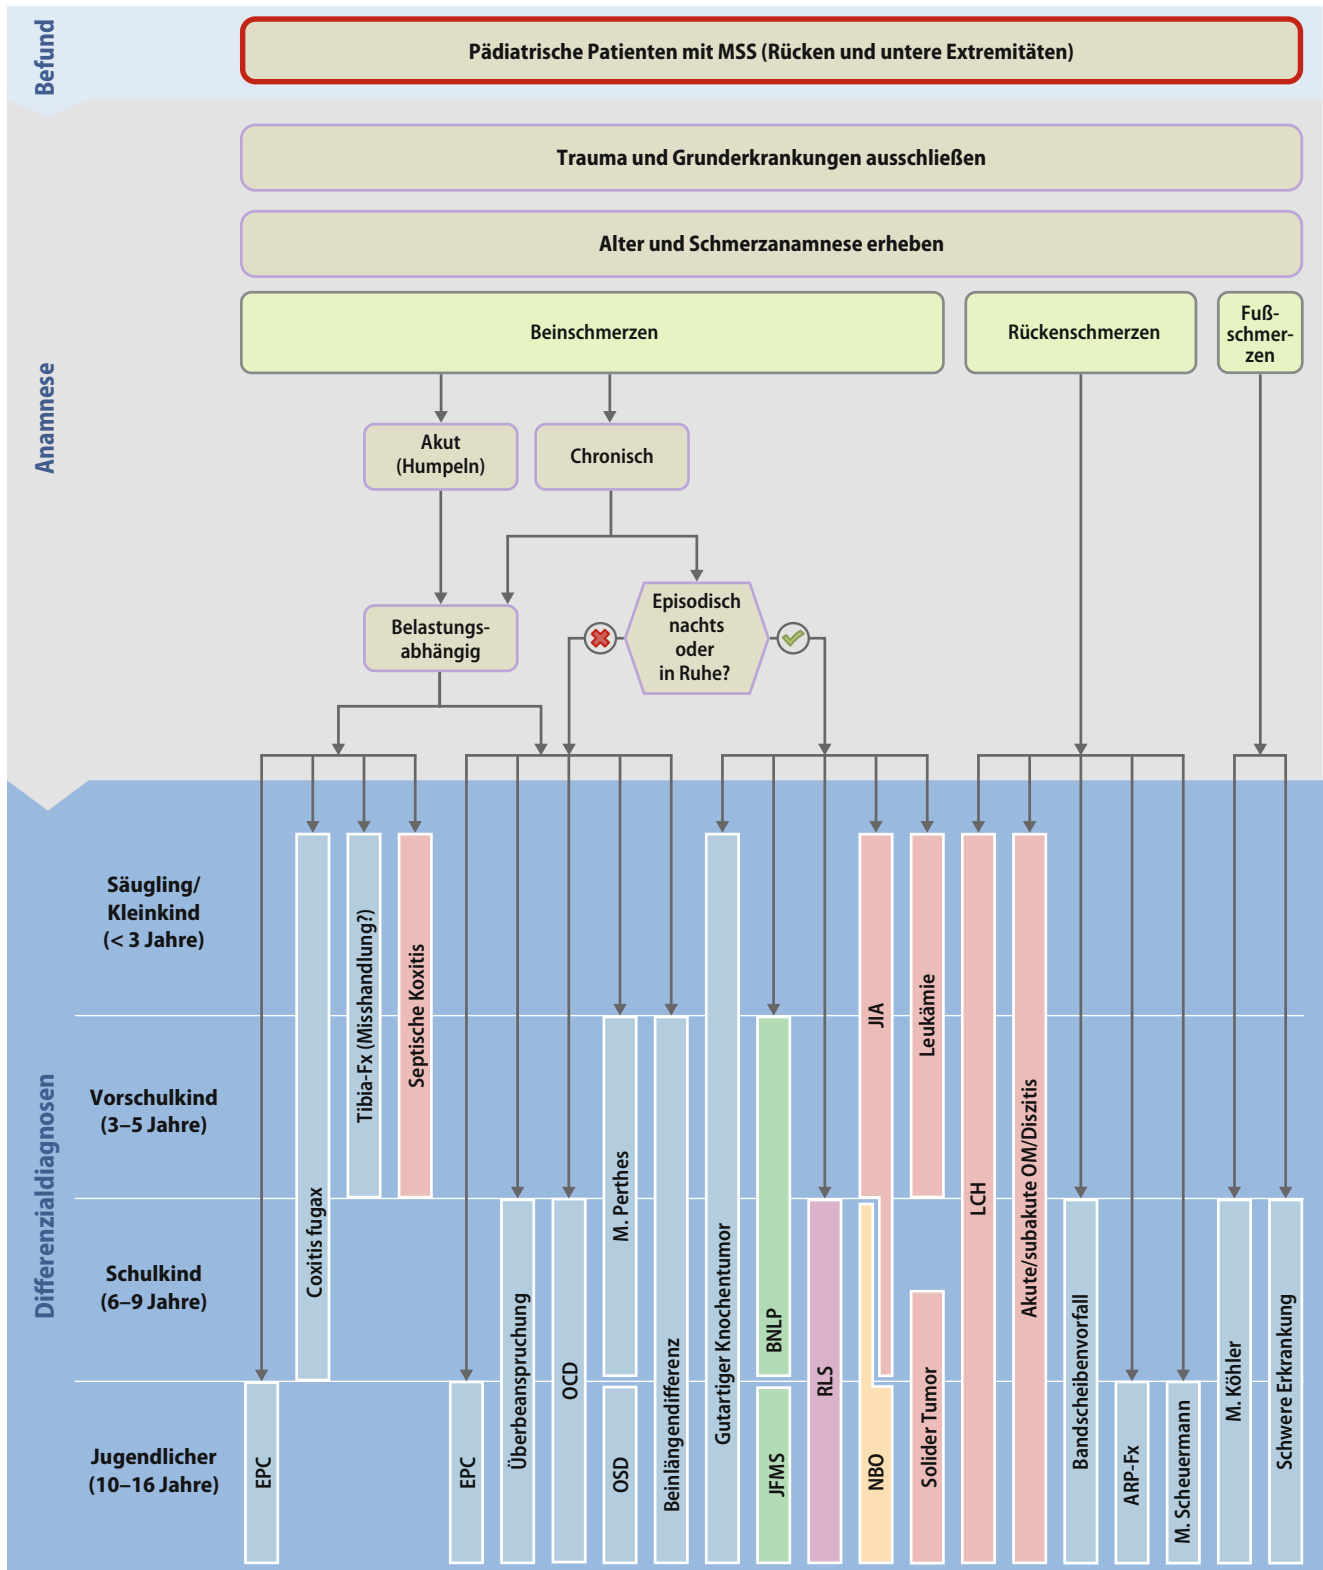 Befund
Pädiatrische Patienten mit MSS (Rücken und untere Extremitäten)
Anamnese
Trauma und Grunderkrankungen ausschließen
Alter und Schmerzanamnese erheben
Beinschmerzen
Rückenschmerzen
Fuß-
schmer-
zen
Akut
(Humpeln)
Chronisch
Belastungs-
abhängig
Episodisch
nachts
oder
in Ruhe?
Differenzialdiagnosen
Säugling/
Kleinkind
(< 3 Jahre)
Vorschulkind
(3–5 Jahre)
Schulkind
(6–9 Jahre)
Jugendlicher
(10–16 Jahre)
EPC
Coxitis fugax
Tibia-Fx (Misshandlung?)
Septische Koxitis
EPC
Überbeanspruchung
OCD
M. Perthes
OSD
Beinlängendifferenz
Gutartiger Knochentumor
BNLP
JFMS
RLS
JIA
NBO
Leukämie
Solider Tumor
LCH
Akute/subakute OM/Diszitis
Bandscheibenvorfall
ARP-Fx
M. Scheuermann
M. Köhler
Schwere Erkrankung